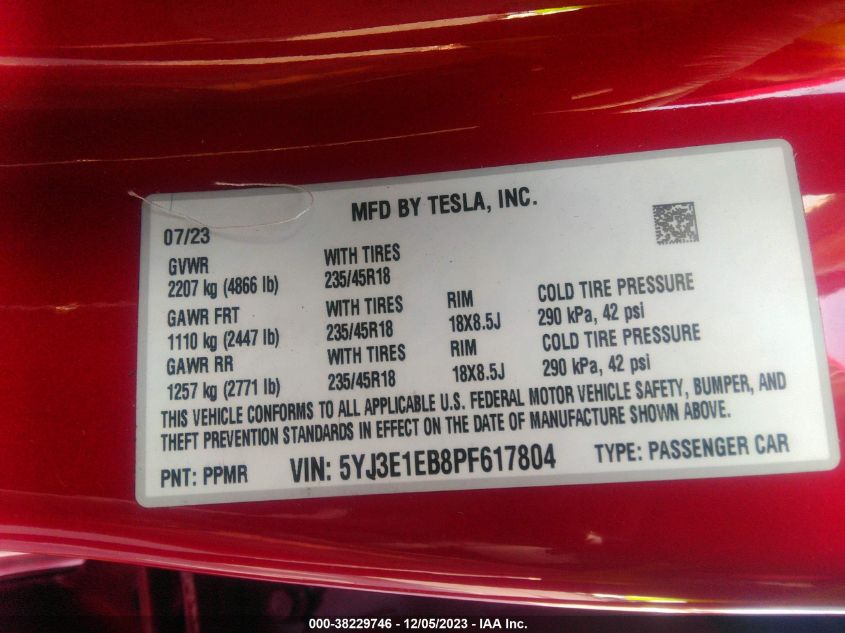 MFD BY TESLA, INC.
07/23
GVWR WITH TIRES
2207 kg (4866 lb) 235/45R18
GAWR FRT WITH TIRES RIM COLD TIRE PRESSURE
1110 kg (2447 lb) 235/45R18 18X8.5J 290 kPa, 42 psi
GAWR RR WITH TIRES RIM COLD TIRE PRESSURE
1257 kg (2771 lb) 235/45R18 18X8.5J 290 kPa, 42 psi
THIS VEHICLE CONFORMS TO ALL APPLICABLE U.S. FEDERAL MOTOR VEHICLE SAFETY, BUMPER, AND
THEFT PREVENTION STANDARDS IN EFFECT ON THE DATE OF MANUFACTURE SHOWN ABOVE.
PNT: PPMR VIN: 5YJ3E1EB8PF617804 TYPE: PASSENGER CAR
000-38229746 - 12/05/2023 - IAA Inc.